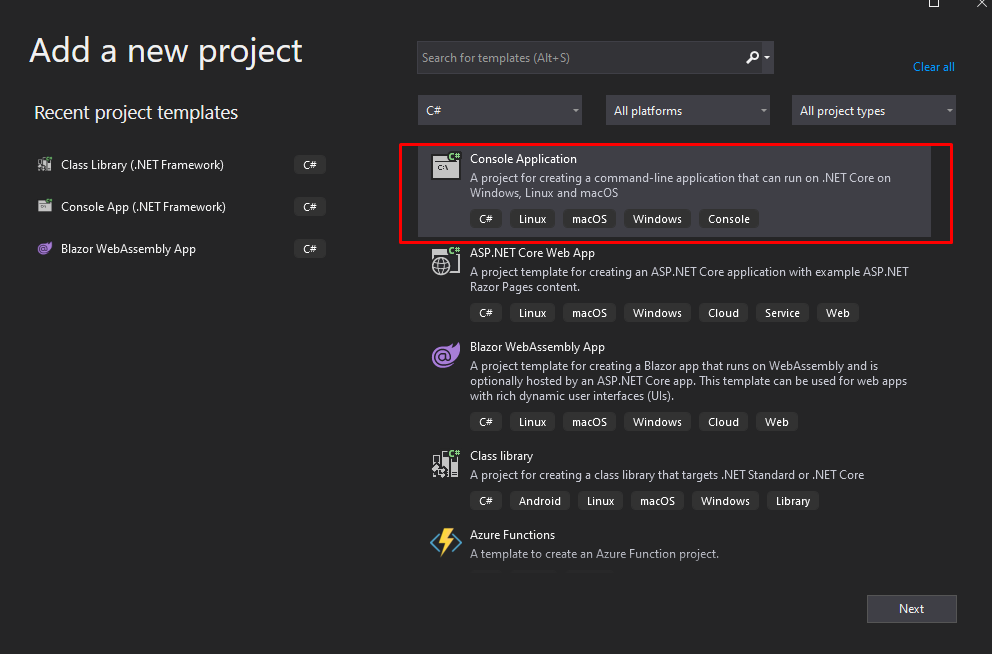 Add a new project
Search for templates (Alt+S)
Clear all
Recent project templates
C#
All platforms
All project types
Class Library (.NET Framework)
C#
Console App (.NET Framework)
C#
Blazor WebAssembly App
C#
C#
C:\
Console Application
A project for creating a command-line application that can run on .NET Core on
Windows, Linux and macOS
C#
Linux
macOS
Windows
Console
C#
ASP.NET Core Web App
A project template for creating an ASP.NET Core application with example ASP.NET
Razor Pages content.
C#
Linux
macOS
Windows
Cloud
Service
Web
Blazor WebAssembly App
A project template for creating a Blazor app that runs on WebAssembly and is
optionally hosted by an ASP.NET Core app. This template can be used for web apps
with rich dynamic user interfaces (UIs).
C#
Linux
macOS
Windows
Cloud
Web
C#
Class library
A project for creating a class library that targets .NET Standard or .NET Core
C#
Android
Linux
macOS
Windows
Library
Azure Functions
A template to create an Azure Function project.
Next